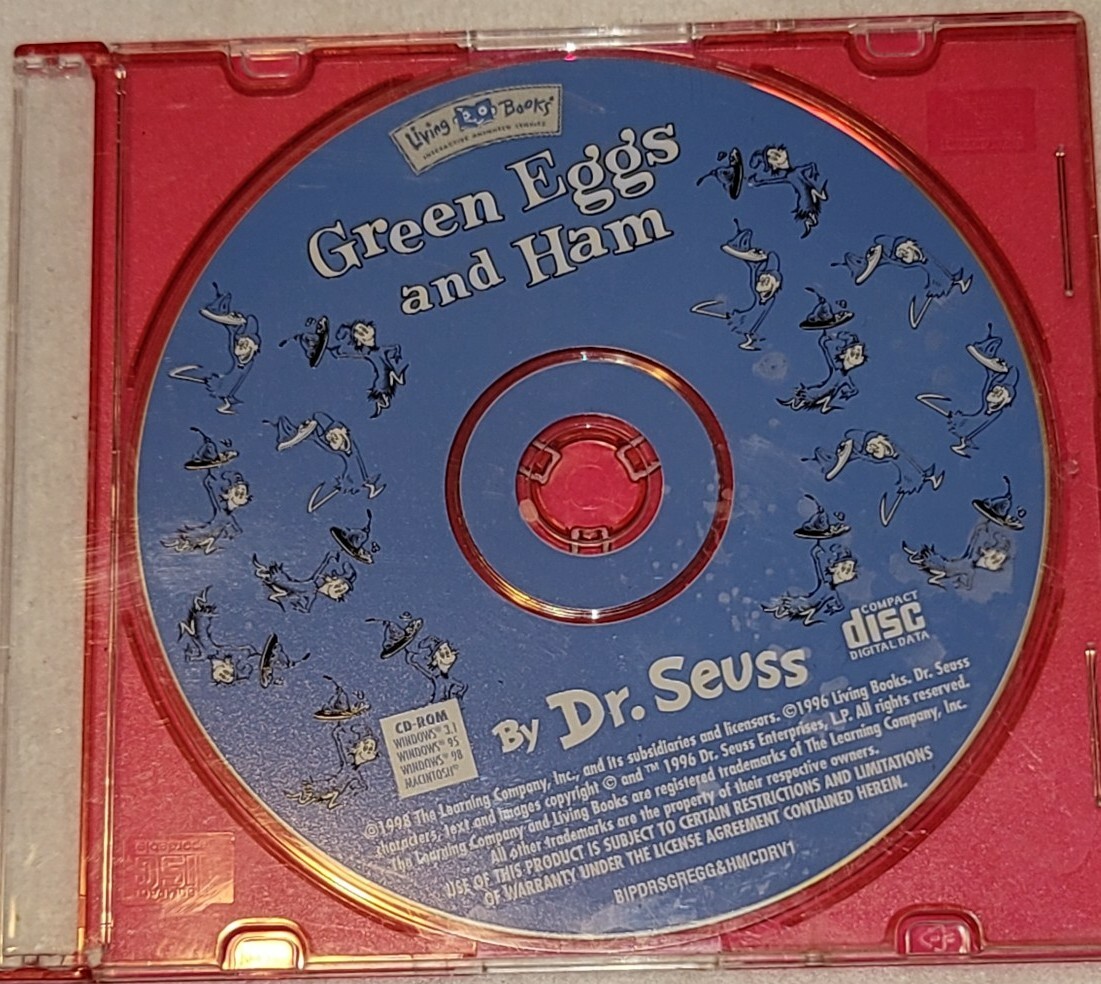 Living Books®
INTERACTIVE ANIMATED STORIES
Green Eggs
and Ham
COMPACT
disc
DIGITAL DATA
By Dr. Seuss
CD-ROM
WINDOWS® 3.1
WINDOWS® 95
WINDOWS® 98
MACINTOSH®
©1998 The Learning Company, Inc., and its subsidiaries and licensors. ©1996 Living Books. Dr. Seuss
characters, text and images copyright © and ™ 1996 Dr. Seuss Enterprises, L.P. All rights reserved.
The Learning Company and Living Books are registered trademarks of The Learning Company, Inc.
All other trademarks are the property of their respective owners.
USE OF THIS PRODUCT IS SUBJECT TO CERTAIN RESTRICTIONS AND LIMITATIONS
OF WARRANTY UNDER THE LICENSE AGREEMENT CONTAINED HEREIN.
BIPDRSGREGG&HMCDRV1